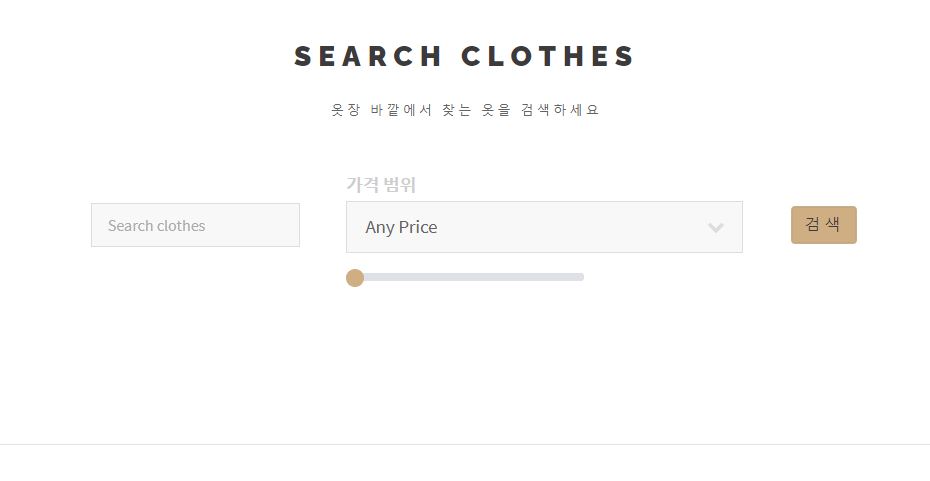 SEARCH CLOTHES
옷장 바깥에서 찾는 옷을 검색하세요
가격 범위
Search clothes
Any Price
검색